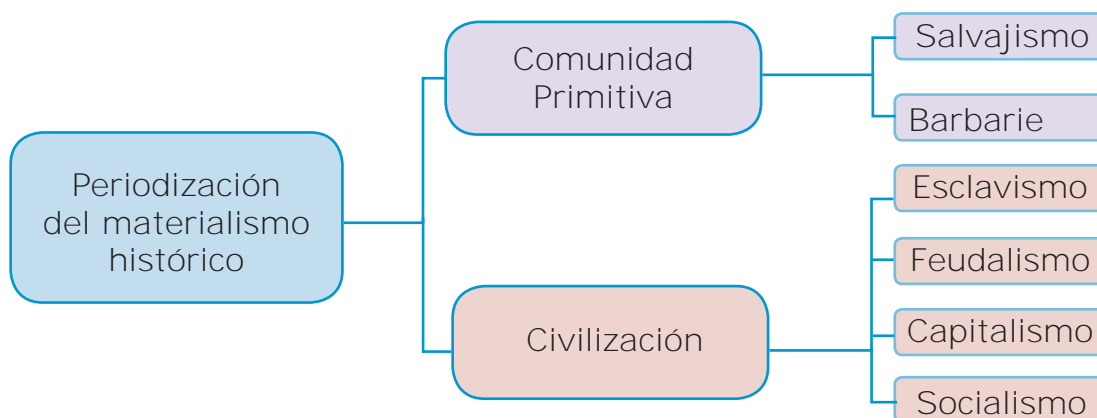 Periodización
del materialismo
histórico
Comunidad
Primitiva
Salvajismo
Barbarie
Civilización
Esclavismo
Feudalismo
Capitalismo
Socialismo